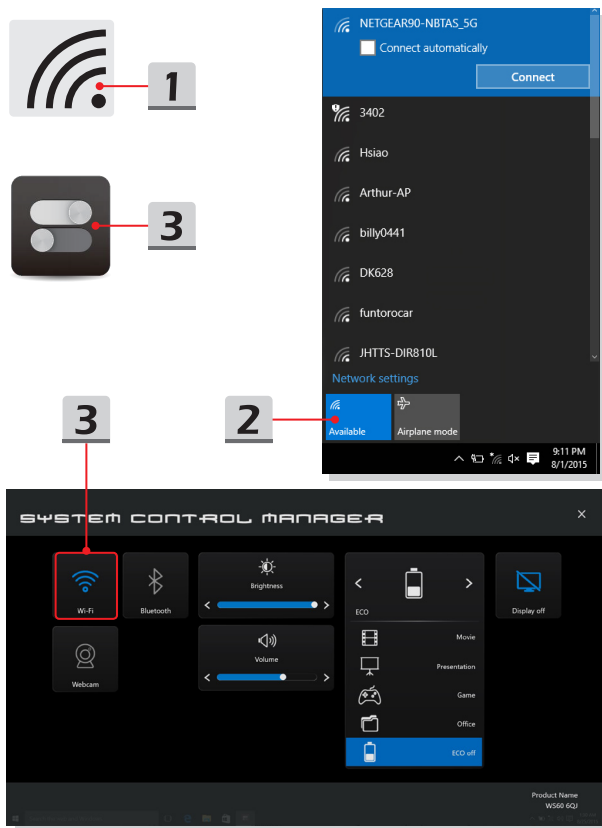 1
3
NETGEAR90-NBTAS_5G
Connect automatically
Connect
3402
Hsiao
Arthur-AP
billy0441
DK628
funtorocar
JHTTS-DIR810L
Network settings
Available
Airplane mode
9:11 PM
8/1/2015
2
3
SYSTEM CONTROL MANAGER
Wi-Fi
Bluetooth
Brightness
ECO
Display off
Webcam
Volume
Movie
Presentation
Game
Office
ECO off
Product Name
WS60 6QJ